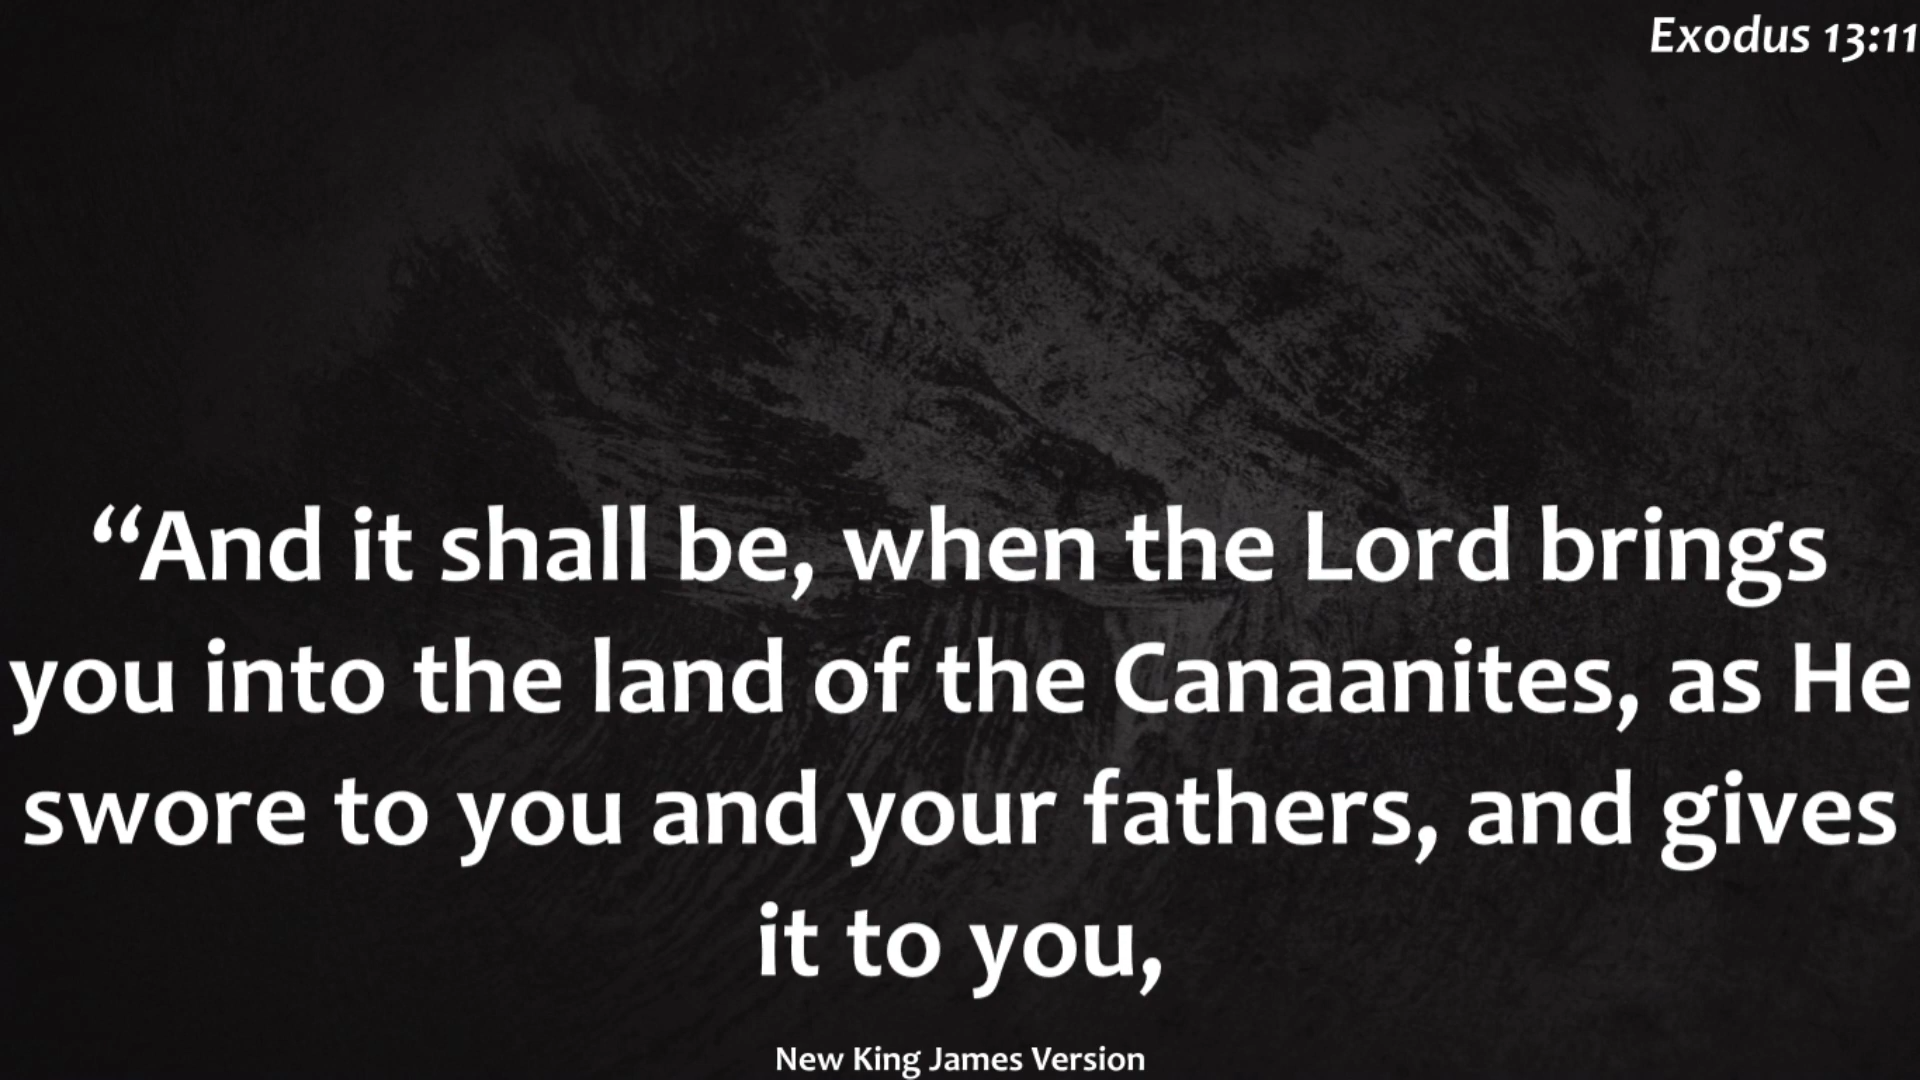 Exodus 13:11
“And it shall be, when the Lord brings
you into the land of the Canaanites, as He
swore to you and your fathers, and gives
it to you,
New King James Version